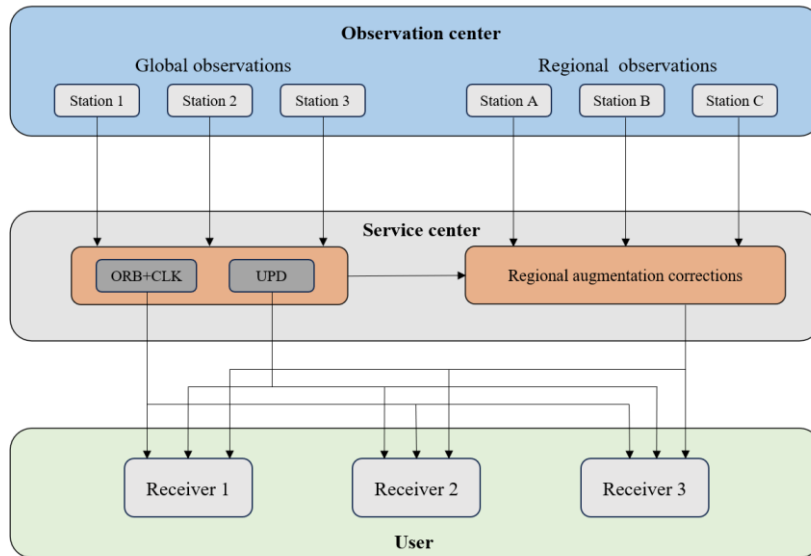 Observation center
Global observations
Regional observations
Station 1
Station 2
Station 3
Station A
Station B
Station C
Service center
ORB+CLK
UPD
Regional augmentation corrections
Receiver 1
Receiver 2
Receiver 3
User